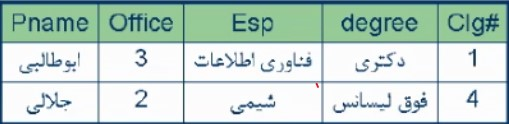 Pname Office Esp degree Clg#
ابوطالبی 3 فناوری اطلاعات دکتری 1
جلالی 2 شیمی فوق لیسانس 4